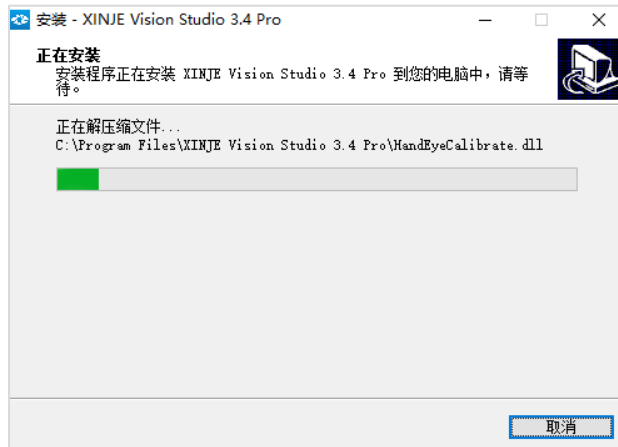 安装 - XINJE Vision Studio 3.4 Pro
正在安装
安装程序正在安装 XINJE Vision Studio 3.4 Pro 到您的电脑中，请等
待。
正在解压缩文件...
C:\Program Files\XINJE Vision Studio 3.4 Pro\HandEyeCalibrate.dll
取消